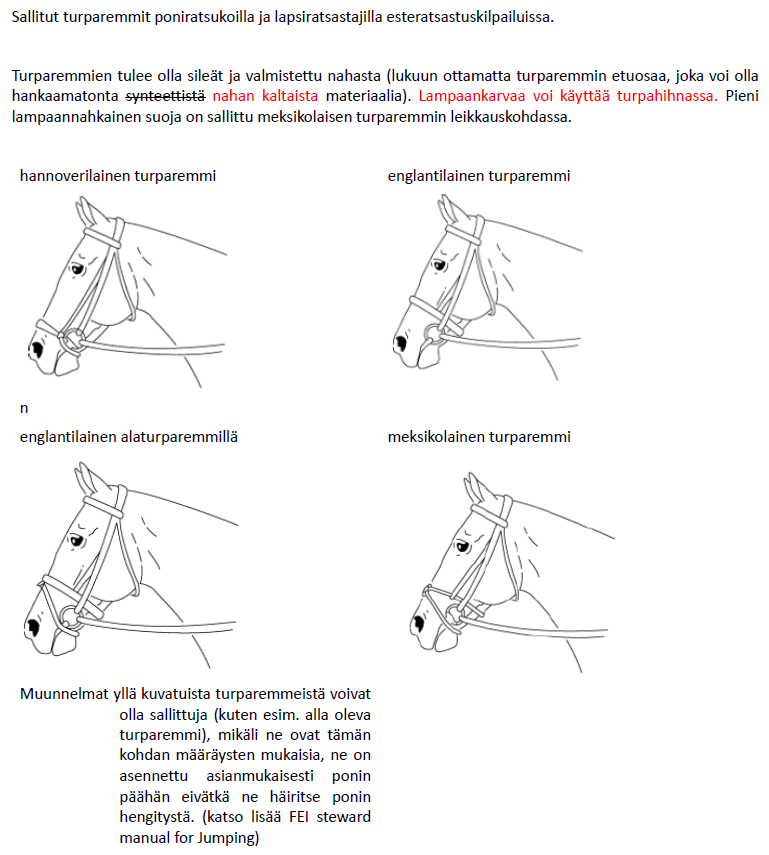 Sallitut turparemmit poniratsukoilla ja lapsiratsastajilla esteratsastuskilpailuissa.
Turparemmien tulee olla sileät ja valmistettu nahasta (lukuun ottamatta turparemmin etuosaa, joka voi olla
hankaamatonta synteettistä nahan kaltaista materiaalia). Lampaankarvaa voi käyttää turpahihnassa. Pieni
lampaannahkainen suoja on sallittu meksikolaisen turparemmin leikkauskohdassa.
hannoverilainen turparemmi
englantilainen turparemmi
n
englantilainen alaturparemmillä
meksikolainen turparemmi
Muunnelmat yllä kuvatuista turparemmeistä voivat
olla sallittuja (kuten esim. alla oleva
turparemmi), mikäli ne ovat tämän
kohdan määräysten mukaisia, ne on
asennettu asianmukaisesti ponin
päähän eivätkä ne häiritse ponin
hengitystä. (katso lisää FEI steward
manual for Jumping)